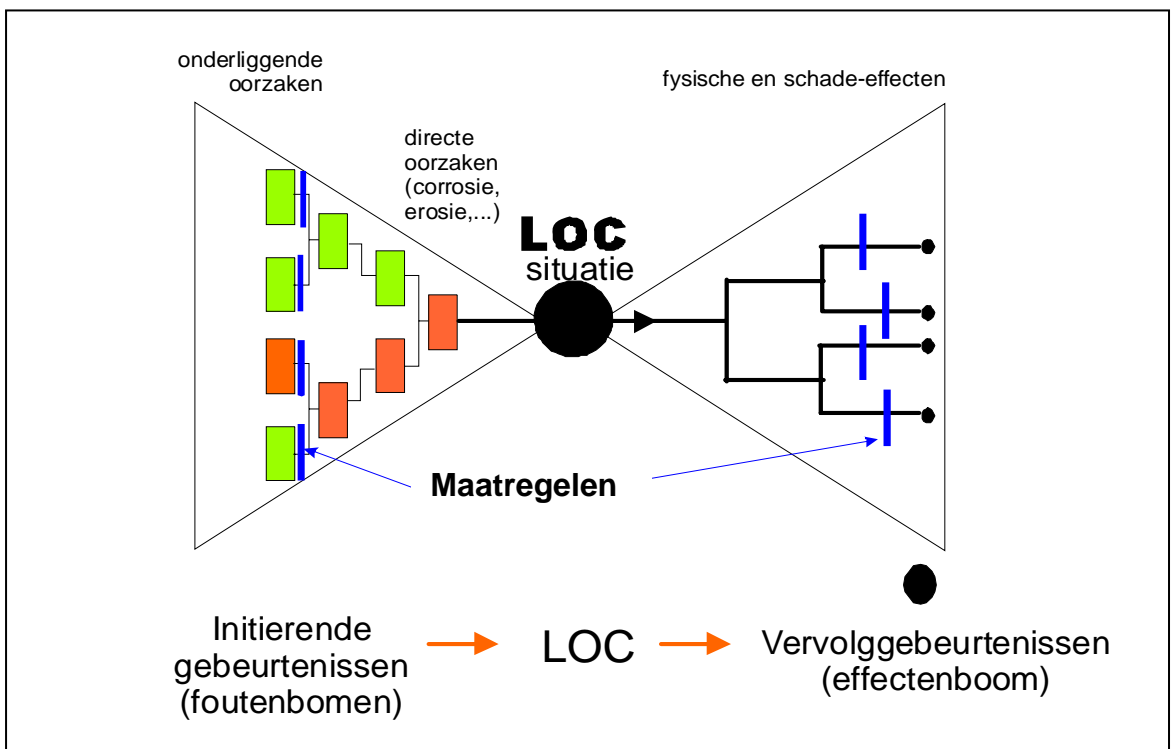 onderliggende
oorzaken
fysische en schade-effecten
directe
oorzaken
(corrosie,
erosie,...)
LOC
situatie
Maatregelen
Initierende
gebeurtenissen
(foutenbomen)
LOC
Vervolggebeurtenissen
(effectenboom)